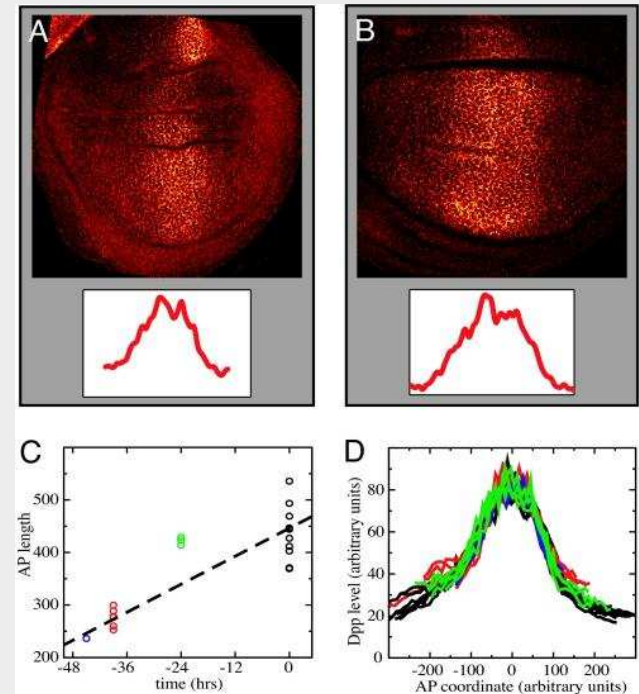 A
B
C
AP length
500
400
300
200
-48
-36
-24
-12
0
time (hrs)
D
Dpp level (arbitrary units)
80
60
40
20
0
-200
-100
0
100
200
AP coordinate (arbitrary units)